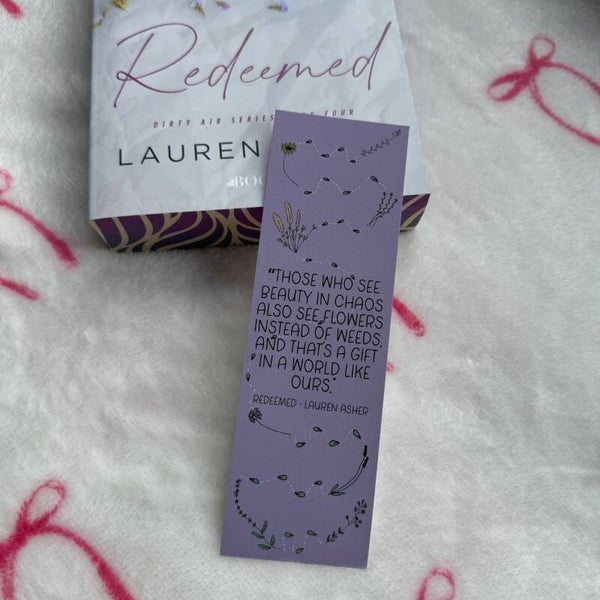 Redeemed
DIRTY AIR SERIES FOUR
LAUREN
"THOSE WHO SEE
BEAUTY IN CHAOS
ALSO SEE FLOWERS
INSTEAD OF WEEDS.
AND THAT'S A GIFT
IN A WORLD LIKE
OURS."
REDEEMED - LAUREN ASHER